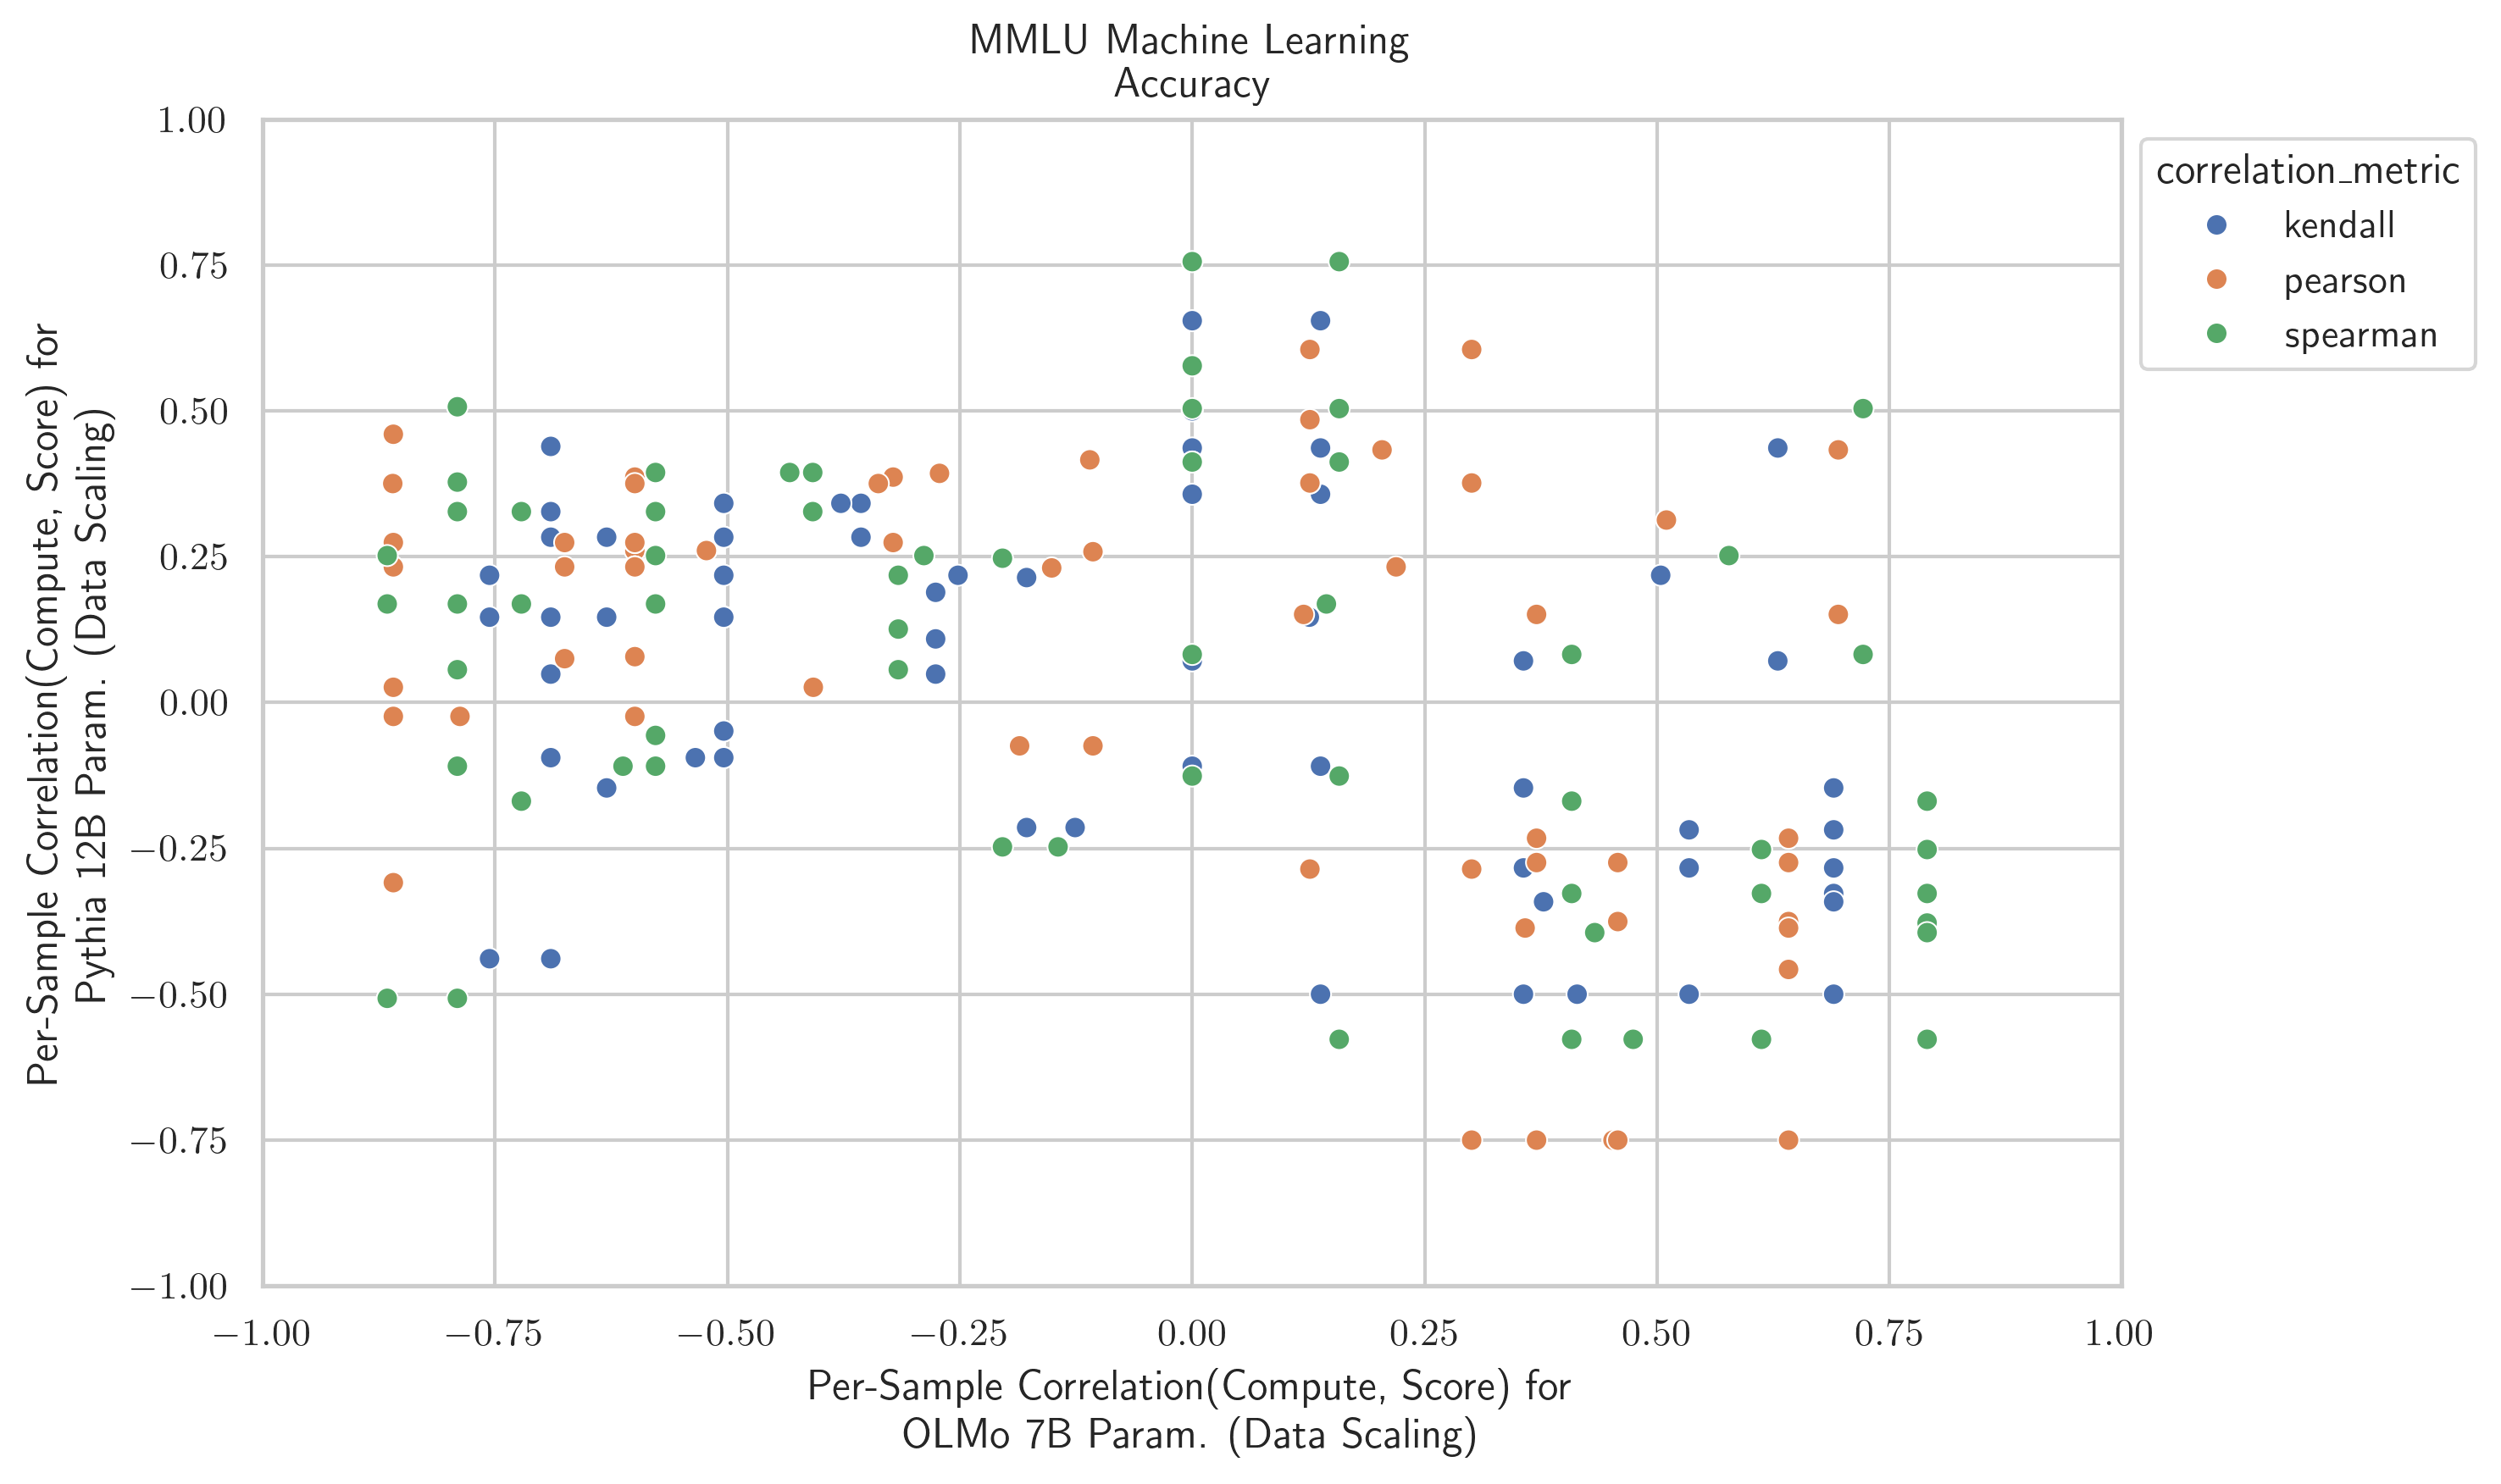 MMLU Machine Learning
Accuracy
1.00
0.75
0.50
0.25
0.00
−0.25
−0.50
−0.75
−1.00
Per-Sample Correlation(Compute, Score) for
Pythia 12B Param. (Data Scaling)
correlation_metric
kendall
pearson
spearman
−1.00 −0.75 −0.50 −0.25 0.00 0.25 0.50 0.75 1.00
Per-Sample Correlation(Compute, Score) for
OLMo 7B Param. (Data Scaling)